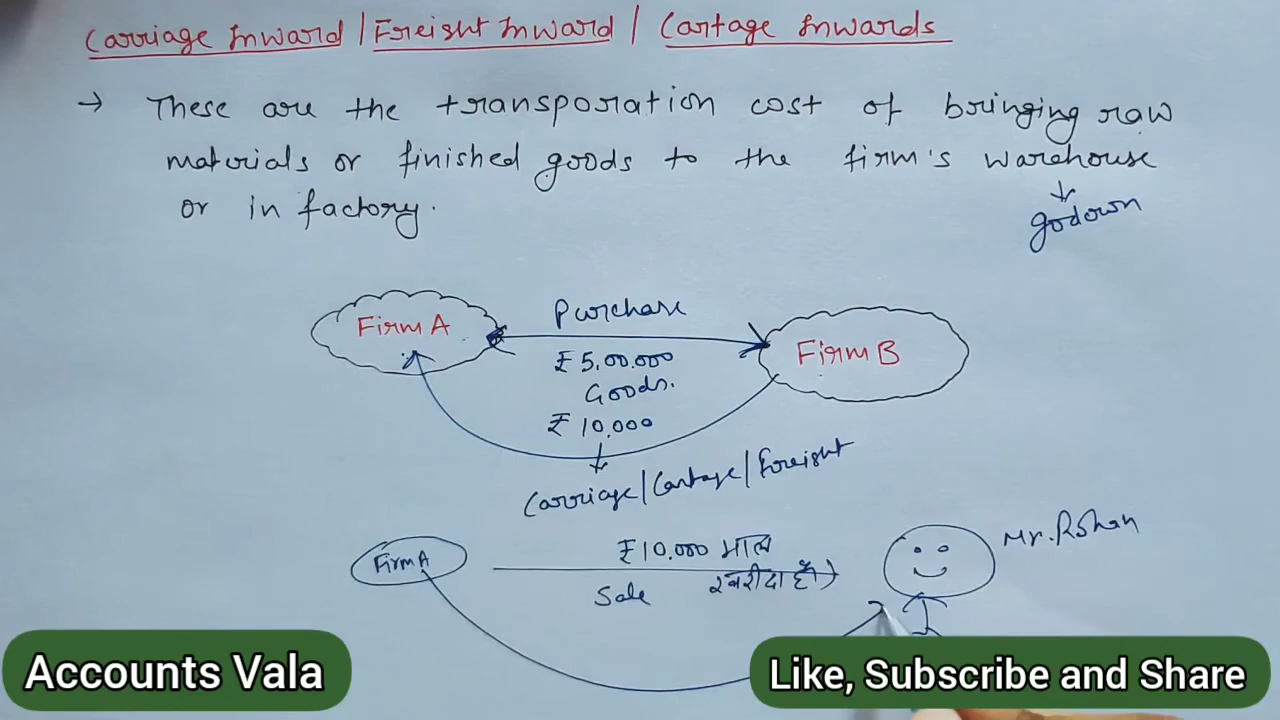 Carriage Inward / Freight Inward / Cartage Inwards
→ These are the transporation cost of bringing raw
materials or finished goods to the firm's warehouse
or in factory.
godown
Purchase
Firm A
Firm B
₹ 5,00,000
Goods.
₹ 10,000
Carriage / Cartage / Freight
Firm A
₹ 10,000 माल
Sale खरीदा है
Mr. Rohan
Accounts Vala
Like, Subscribe and Share